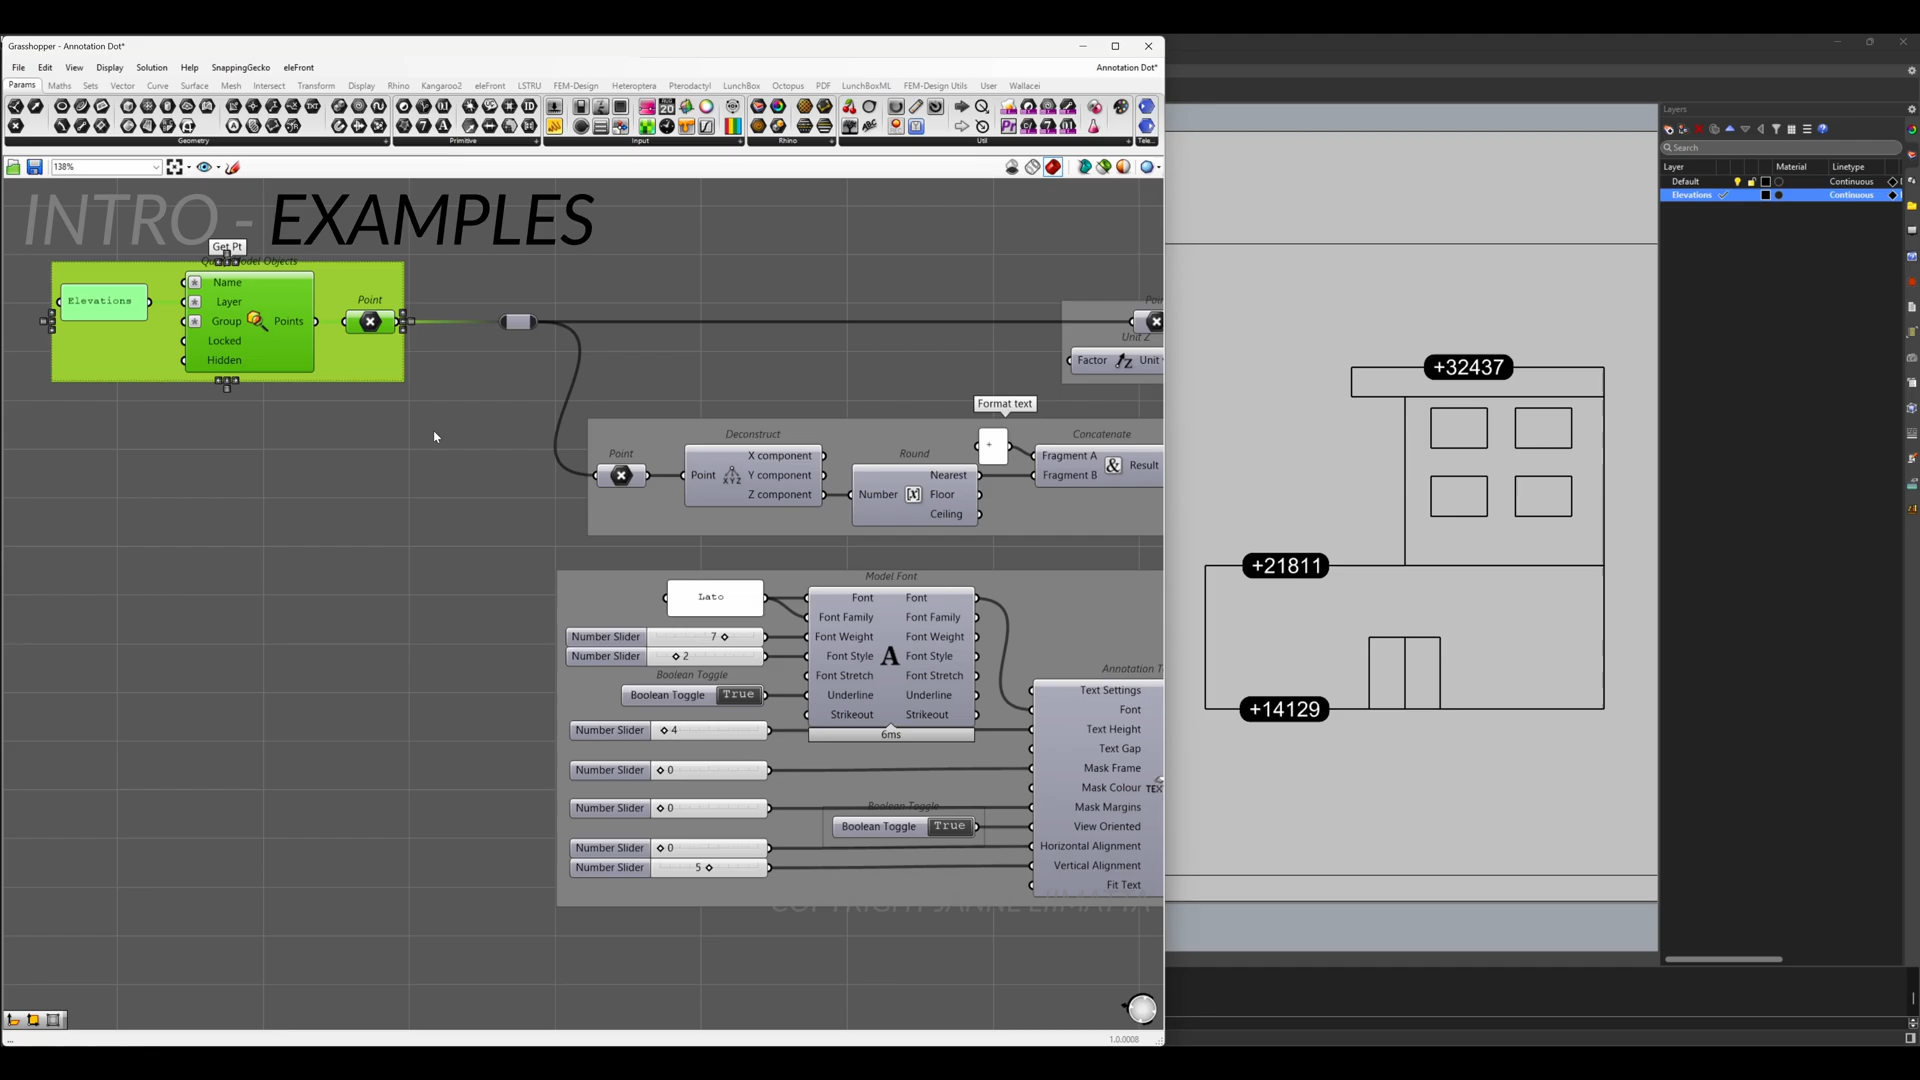 Grasshopper - Annotation Dot*
File Edit View Display Solution Help SnappingGecko eleFront
Annotation Dot*
Params Maths Sets Vector Curve Surface Mesh Intersect Transform Display Rhino Kangaroo2 eleFront LSTRU FEM-Design Heteroptera Pterodactyl LunchBox Octopus PDF LunchBoxML FEM-Design Utils User Wallacei
Geometry Primitive Input Rhino Util Tele...
138%
INTRO - EXAMPLES
Get Pt
Elevations
Name
Layer
Group
Locked
Hidden
Points
Point
Unit Z
Factor
Format text
Point
Deconstruct
Point
X component
Y component
Z component
Round
Number
Nearest
Floor
Ceiling
+
Concatenate
Fragment A
Fragment B
Result
Lato
Number Slider 7
Number Slider 2
Boolean Toggle
Boolean Toggle True
Number Slider 4
Number Slider 0
Number Slider 0
Number Slider 0
Number Slider 5
Model Font
Font Font
Font Family Font Family
Font Weight Font Weight
Font Style Font Style
Font Stretch Font Stretch
Underline Underline
Strikeout Strikeout
6ms
Boolean Toggle
Boolean Toggle True
Text Settings
Font
Text Height
Text Gap
Mask Frame
Mask Colour
Mask Margins
View Oriented
Horizontal Alignment
Vertical Alignment
Fit Text
...
1.0.0008
+32437
+21811
+14129
Layers
Search
Layer Material Linetype
Default Continuous
Elevations Continuous